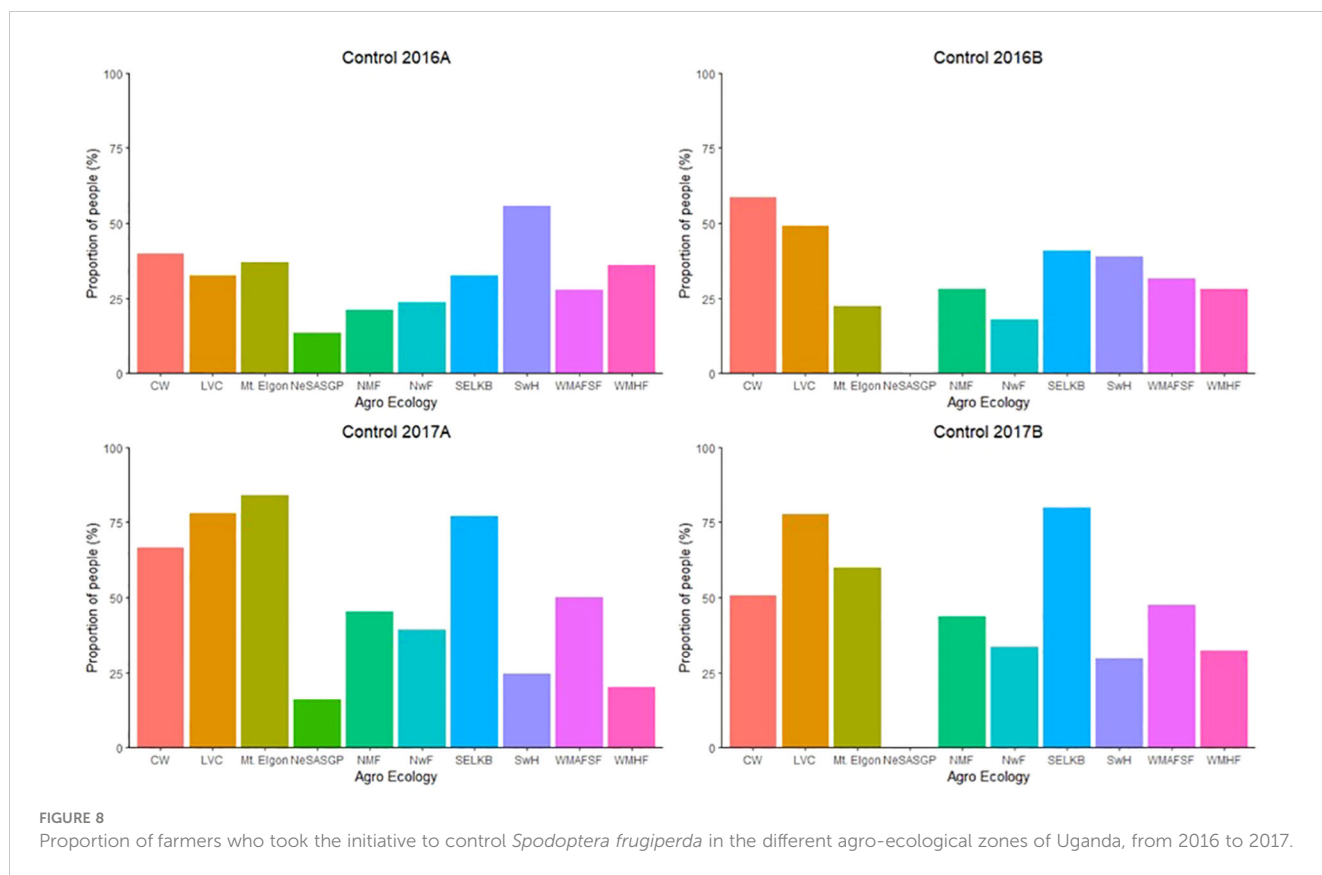 Control 2016A
Proportion of people (%)
100
75
50
25
0
CW LVC Mt. Elgon NeSASGP NMF NwF SELKB SwH WMAFSF WMHF
Agro Ecology
Control 2016B
Proportion of people (%)
100
75
50
25
0
CW LVC Mt. Elgon NeSASGP NMF NwF SELKB SwH WMAFSF WMHF
Agro Ecology
Control 2017A
Proportion of people (%)
100
75
50
25
0
CW LVC Mt. Elgon NeSASGP NMF NwF SELKB SwH WMAFSF WMHF
Agro Ecology
Control 2017B
Proportion of people (%)
100
75
50
25
0
CW LVC Mt. Elgon NeSASGP NMF NwF SELKB SwH WMAFSF WMHF
Agro Ecology
FIGURE 8
Proportion of farmers who took the initiative to control Spodoptera frugiperda in the different agro-ecological zones of Uganda, from 2016 to 2017.